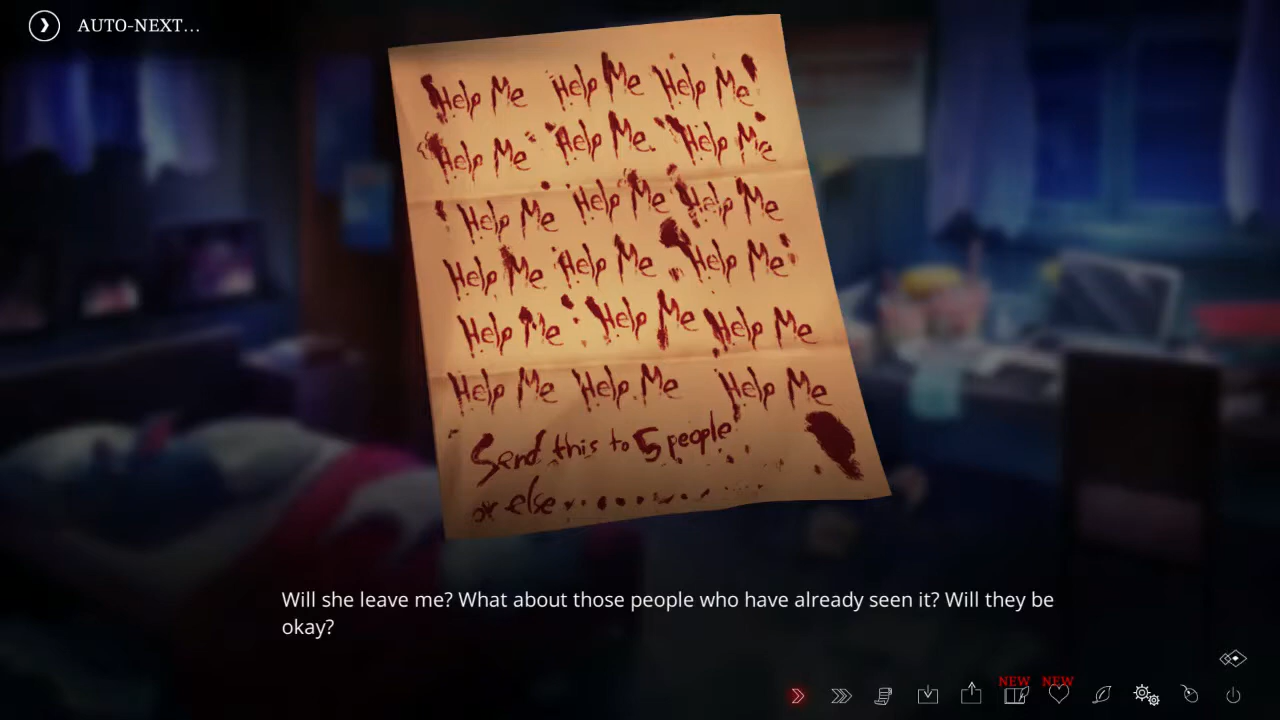 AUTO-NEXT...
Help Me Help Me Help Me
Help Me Help Me Help Me
Help Me Help Me Help Me
Help Me Help Me Help Me
Help Me Help Me Help Me
Help Me Help Me Help Me
Send this to 5 people
or else..........
Will she leave me? What about those people who have already seen it? Will they be
okay?
NEW NEW